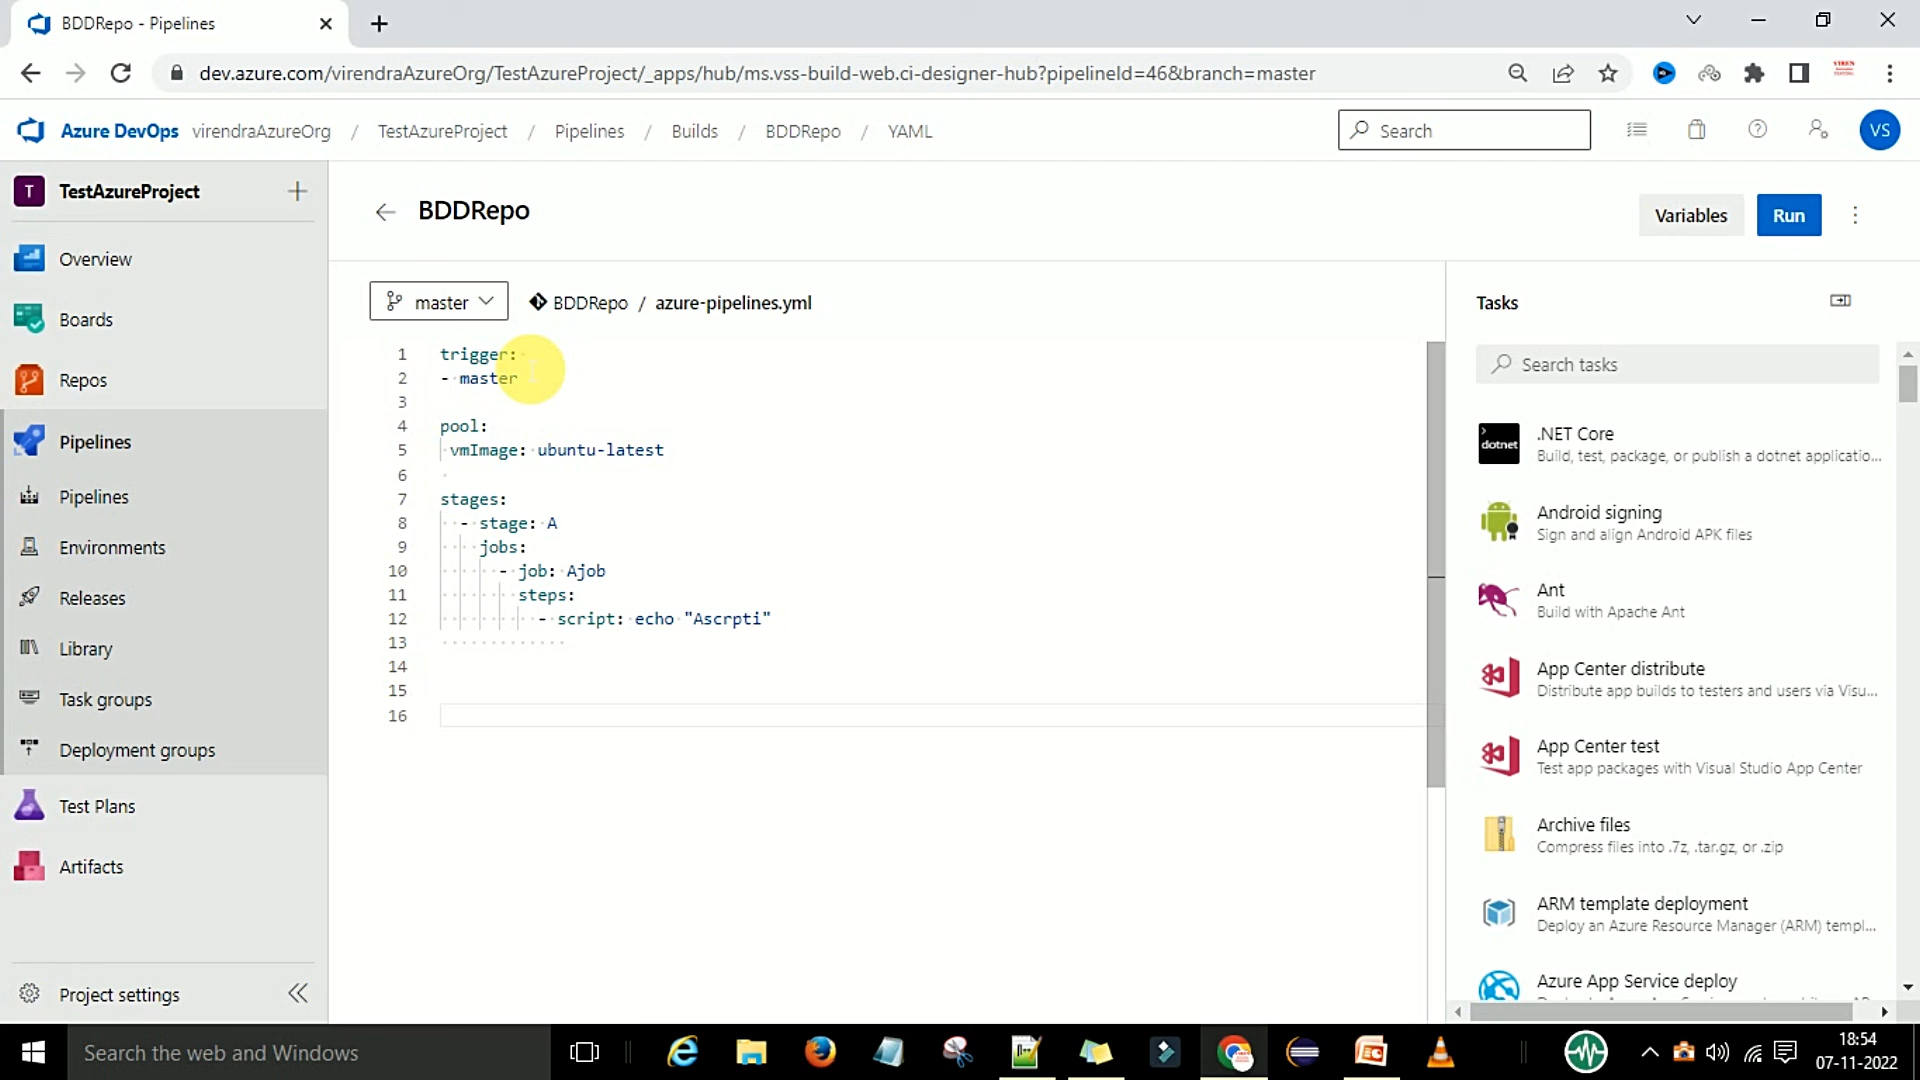 BDDRepo - Pipelines
dev.azure.com/virendraAzureOrg/TestAzureProject/_apps/hub/ms.vss-build-web.ci-designer-hub?pipelineId=46&branch=master
Azure DevOps virendraAzureOrg / TestAzureProject / Pipelines / Builds / BDDRepo / YAML
Search
VS
T TestAzureProject
Overview
Boards
Repos
Pipelines
Pipelines
Environments
Releases
Library
Task groups
Deployment groups
Test Plans
Artifacts
Project settings
BDDRepo
Variables
Run
master
BDDRepo / azure-pipelines.yml
1 trigger:
2 - master
3
4 pool:
5 vmImage: ubuntu-latest
6
7 stages:
8 - stage: A
9 jobs:
10 - job: Ajob
11 steps:
12 - script: echo "Ascrpti"
13
14
15
16
Tasks
Search tasks
dotnet
.NET Core
Build, test, package, or publish a dotnet applicatio...
Android signing
Sign and align Android APK files
Ant
Build with Apache Ant
App Center distribute
Distribute app builds to testers and users via Visu...
App Center test
Test app packages with Visual Studio App Center
Archive files
Compress files into .7z, .tar.gz, or .zip
ARM template deployment
Deploy an Azure Resource Manager (ARM) templ...
Azure App Service deploy
Search the web and Windows
18:54
07-11-2022